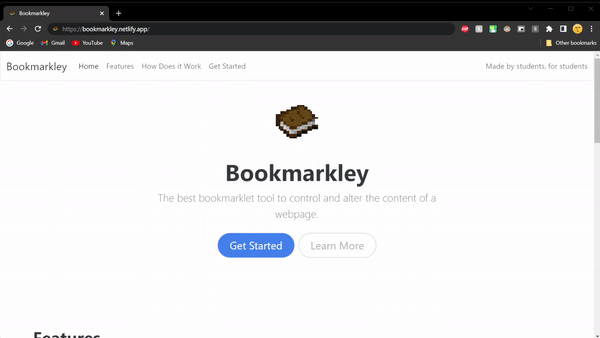 Bookmarkley
https://bookmarkley.netlify.app/
Google Gmail YouTube Maps Other bookmarks
Bookmarkley Home Features How Does it Work Get Started Made by students, for students
Bookmarkley
The best bookmarklet tool to control and alter the content of a
webpage.
Get Started Learn More
Features